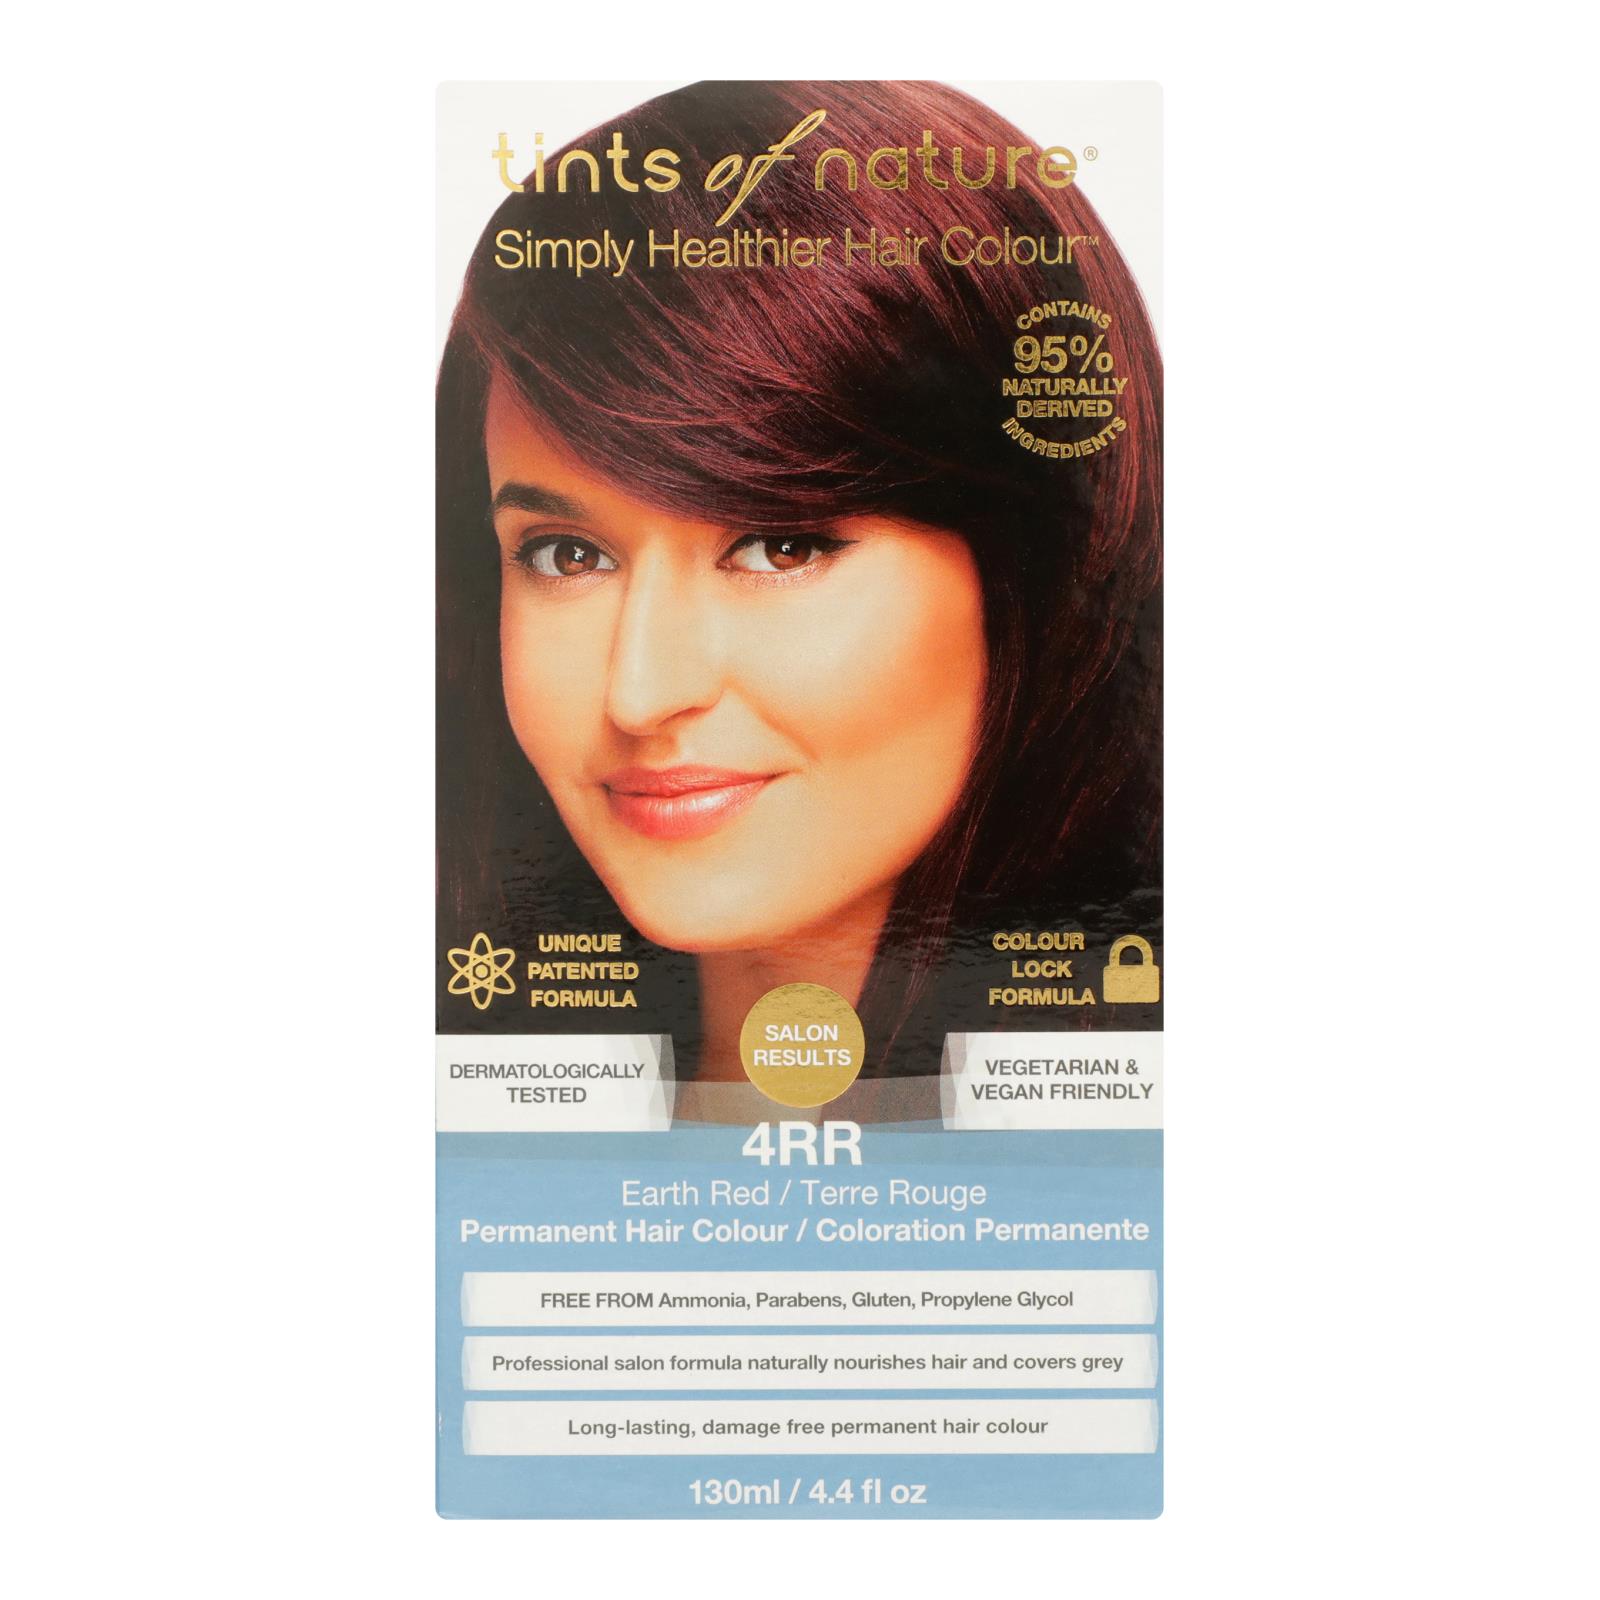 tints of nature®
Simply Healthier Hair Colour™
CONTAINS
95%
NATURALLY
DERIVED
INGREDIENTS
UNIQUE
PATENTED
FORMULA
COLOUR
LOCK
FORMULA
SALON
RESULTS
DERMATOLOGICALLY
TESTED
VEGETARIAN &
VEGAN FRIENDLY
4RR
Earth Red / Terre Rouge
Permanent Hair Colour / Coloration Permanente
FREE FROM Ammonia, Parabens, Gluten, Propylene Glycol
Professional salon formula naturally nourishes hair and covers grey
Long-lasting, damage free permanent hair colour
130ml / 4.4 fl oz